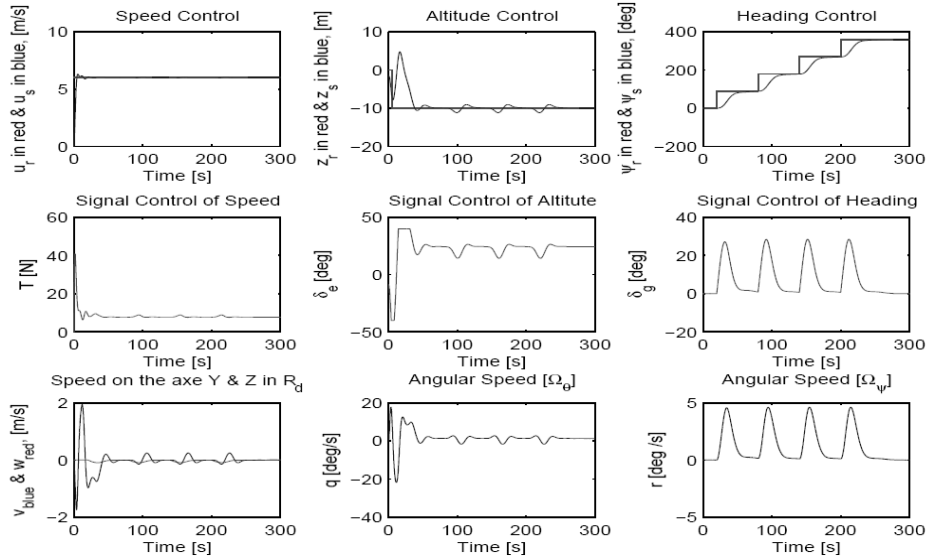 Speed Control
10
5
0
0 100 200 300
Time [s]
u_r in red & u_s in blue, [m/s]
Altitude Control
10
0
−10
−20
0 100 200 300
Time [s]
z_r in red & z_s in blue, [m]
Heading Control
400
200
0
−200
0 100 200 300
Time [s]
ψ_r in red & ψ_s in blue, [deg]
Signal Control of Speed
60
40
20
0
0 100 200 300
Time [s]
T [N]
Signal Control of Altitute
50
0
−50
0 100 200 300
Time [s]
δ_e [deg]
Signal Control of Heading
40
20
0
−20
0 100 200 300
Time [s]
δ_g [deg]
Speed on the axe Y & Z in R_d
2
0
−2
0 100 200 300
Time [s]
v_blue & w_red, [m/s]
Angular Speed [Ω_θ]
20
0
−20
−40
0 100 200 300
Time [s]
q [deg/s]
Angular Speed [Ω_ψ]
5
0
−5
0 100 200 300
Time [s]
r [deg /s]